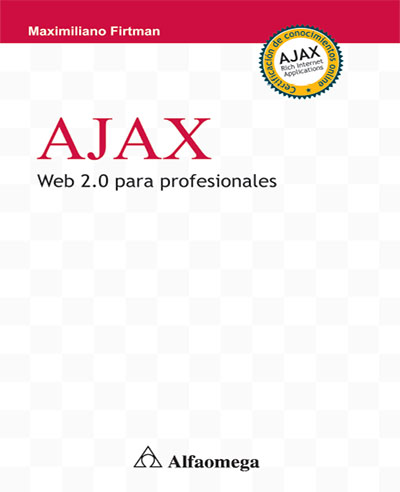 Maximiliano Firtman
Certificación de conocimientos online
AJAX
Rich Internet
Applications
AJAX
Web 2.0 para profesionales
Alfaomega